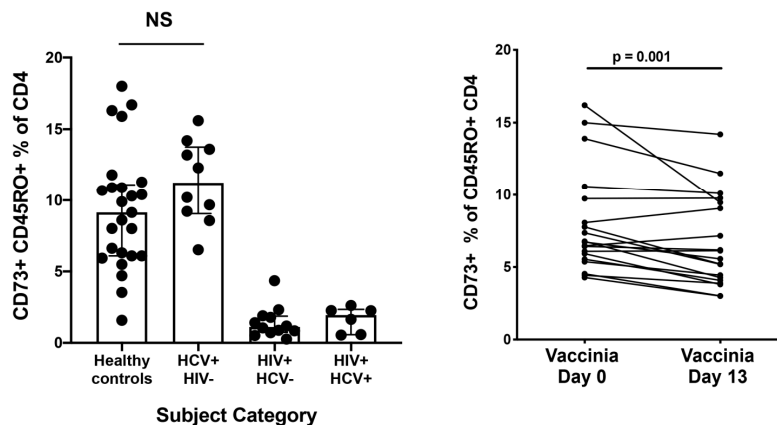 NS
CD73+ CD45RO+ % of CD4
20
15
10
5
0
Healthy controls
HCV+ HIV-
HIV+ HCV-
HIV+ HCV+
Subject Category
p = 0.001
CD73+ % of CD45RO+ CD4
20
15
10
5
0
Vaccinia Day 0
Vaccinia Day 13